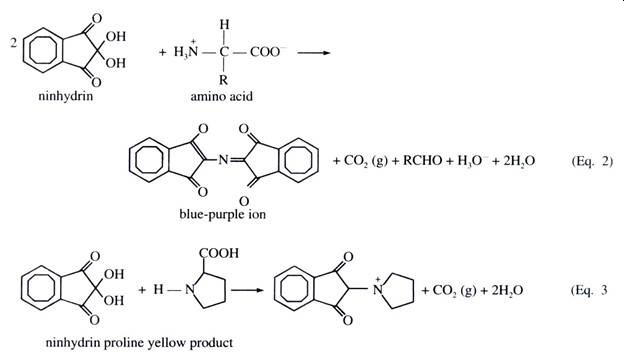 2 O OH OH O + H₃N⁺ — C — COO⁻ H R
ninhydrin amino acid
O O N O O + CO₂ (g) + RCHO + H₃O⁻ + 2H₂O (Eq. 2)
blue-purple ion
O OH OH O + H — N COOH O N⁺ O + CO₂ (g) + 2H₂O (Eq. 3
ninhydrin proline yellow product